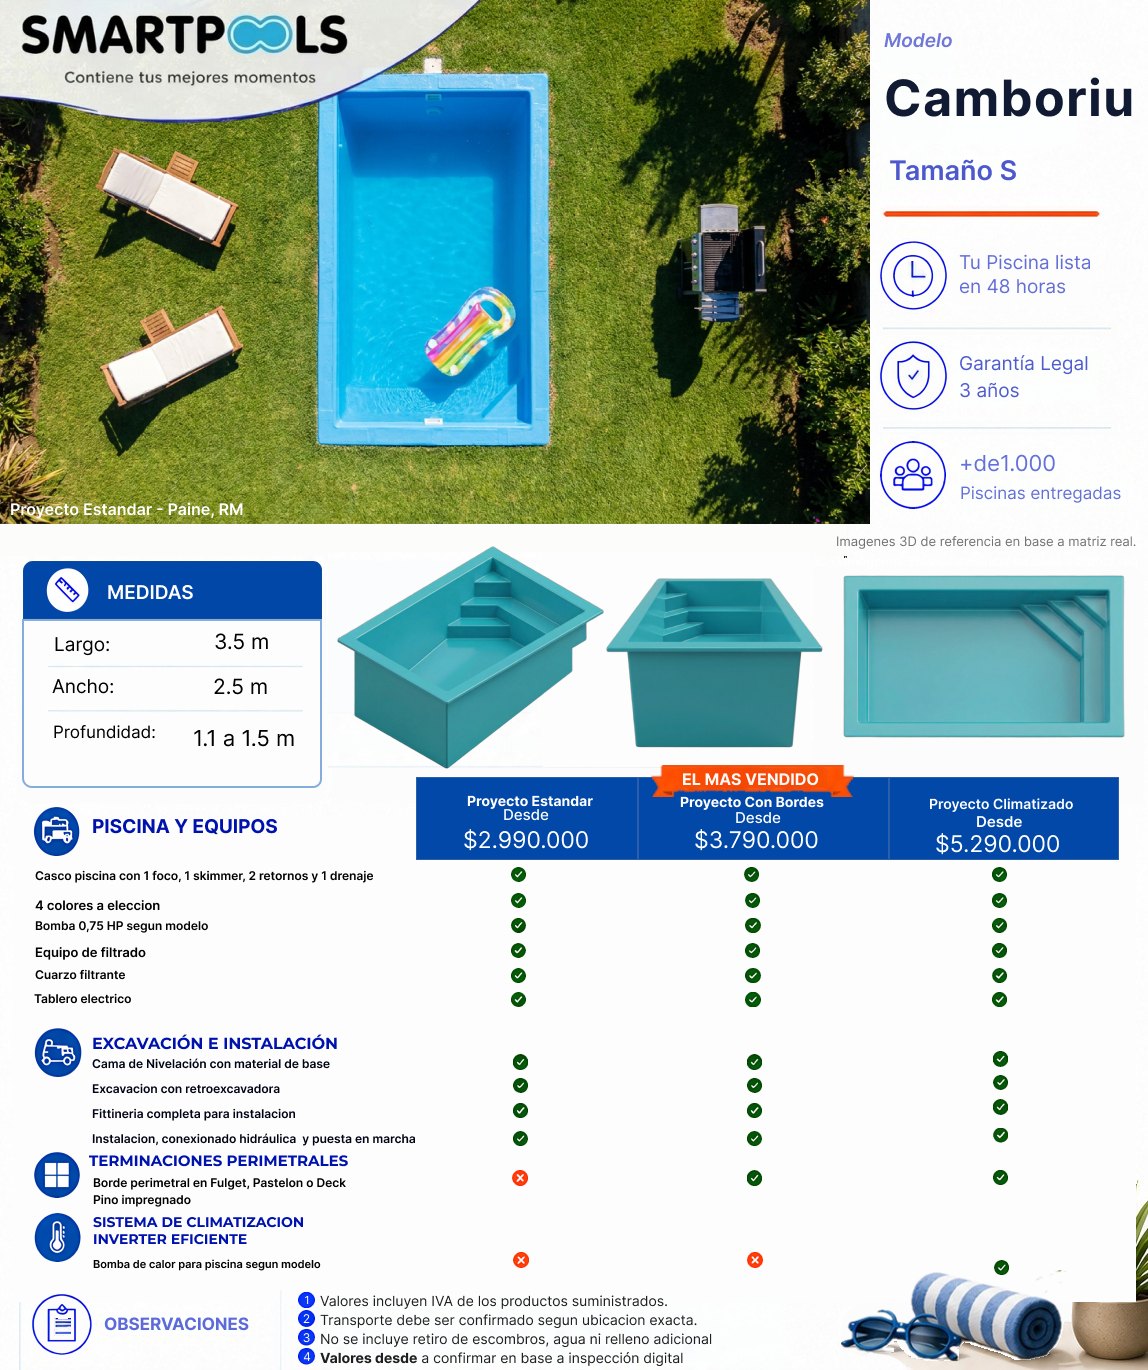 SMARTPOOLS
Contiene tus mejores momentos
Proyecto Estandar - Paine, RM
Modelo
Camboriu
Tamaño S
Tu Piscina lista
en 48 horas
Garantía Legal
3 años
+de1.000
Piscinas entregadas
Imagenes 3D de referencia en base a matriz real.
MEDIDAS
Largo: 3.5 m
Ancho: 2.5 m
Profundidad: 1.1 a 1.5 m
EL MAS VENDIDO
Proyecto Estandar
Desde
$2.990.000
Proyecto Con Bordes
Desde
$3.790.000
Proyecto Climatizado
Desde
$5.290.000
PISCINA Y EQUIPOS
Casco piscina con 1 foco, 1 skimmer, 2 retornos y 1 drenaje
4 colores a eleccion
Bomba 0,75 HP segun modelo
Equipo de filtrado
Cuarzo filtrante
Tablero electrico
EXCAVACIÓN E INSTALACIÓN
Cama de Nivelación con material de base
Excavacion con retroexcavadora
Fittineria completa para instalacion
Instalacion, conexionado hidráulica y puesta en marcha
TERMINACIONES PERIMETRALES
Borde perimetral en Fulget, Pastelon o Deck
Pino impregnado
SISTEMA DE CLIMATIZACION
INVERTER EFICIENTE
Bomba de calor para piscina segun modelo
OBSERVACIONES
1 Valores incluyen IVA de los productos suministrados.
2 Transporte debe ser confirmado segun ubicacion exacta.
3 No se incluye retiro de escombros, agua ni relleno adicional
4 Valores desde a confirmar en base a inspección digital